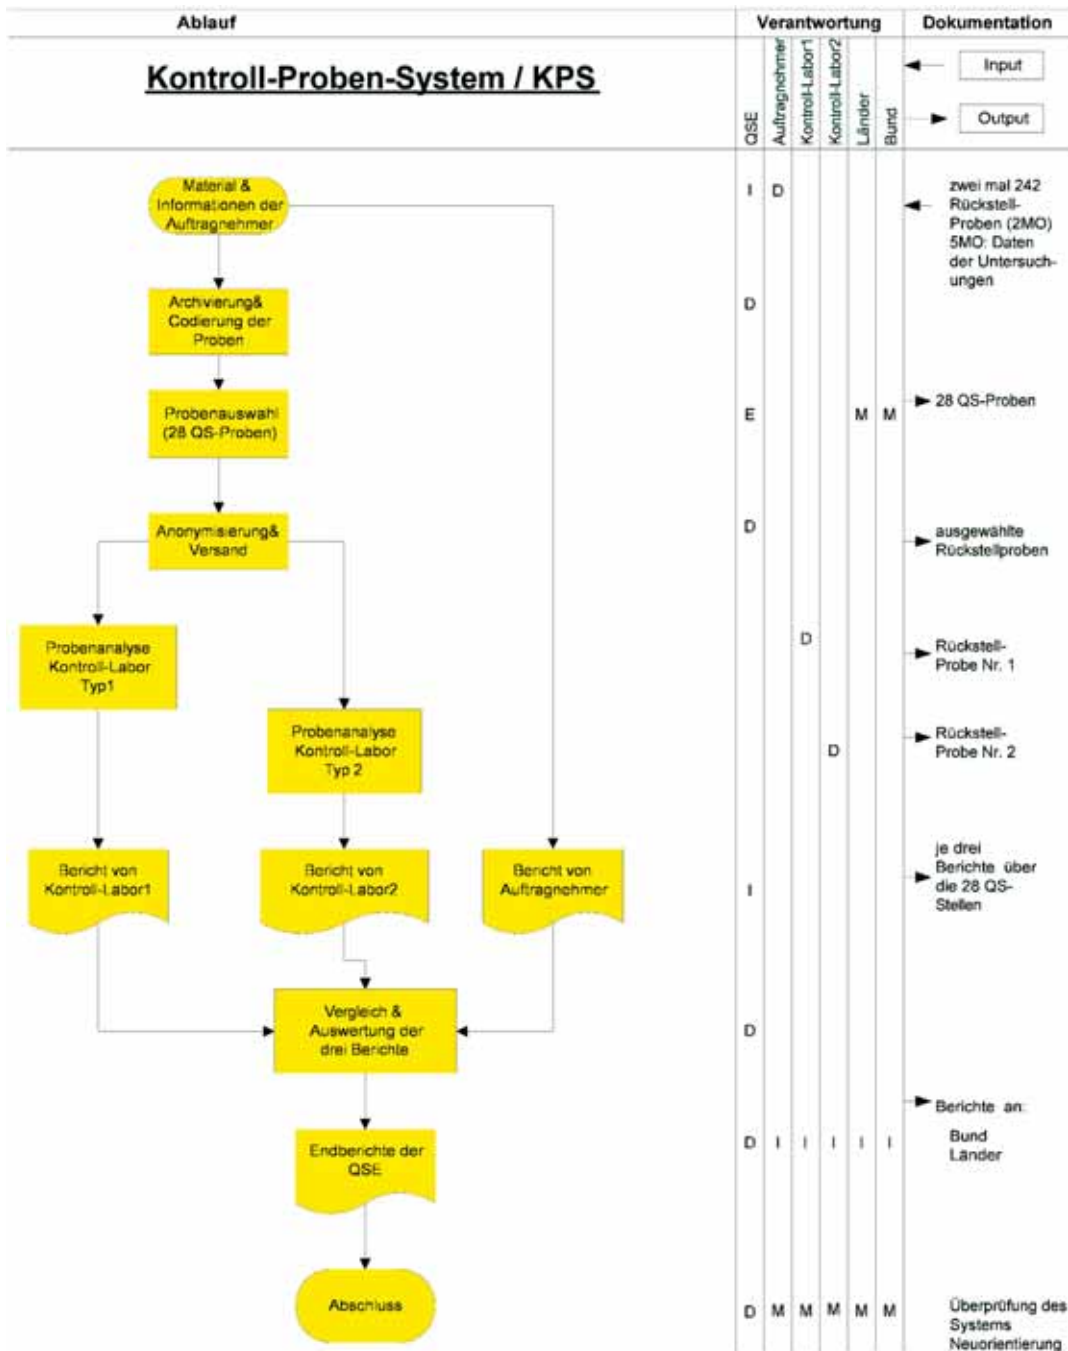 Ablauf
Verantwortung
Dokumentation
Kontroll-Proben-System / KPS
QSE
Auftragnehmer
Kontroll-Labor1
Kontroll-Labor2
Länder
Bund
Input
Output
Material &
Informationen der
Auftragnehmer
I D
zwei mal 242
Rückstell-
Proben (2MO)
5MO: Daten
der Untersuch-
ungen
Archivierung&
Codierung der
Proben
D
Probenauswahl
(28 QS-Proben)
E M M
28 QS-Proben
Anonymisierung&
Versand
D
ausgewählte
Rückstellproben
Probenanalyse
Kontroll-Labor
Typ1
D
Rückstell-
Probe Nr. 1
Probenanalyse
Kontroll-Labor
Typ 2
D
Rückstell-
Probe Nr. 2
Bericht von
Kontroll-Labor1
Bericht von
Kontroll-Labor2
Bericht von
Auftragnehmer
I
je drei
Berichte über
die 28 QS-
Stellen
Vergleich &
Auswertung der
drei Berichte
D
Berichte an:
Bund
Länder
Endberichte der
QSE
D I I I I I
Abschluss
D M M M M M
Überprüfung des
Systems
Neuorientierung